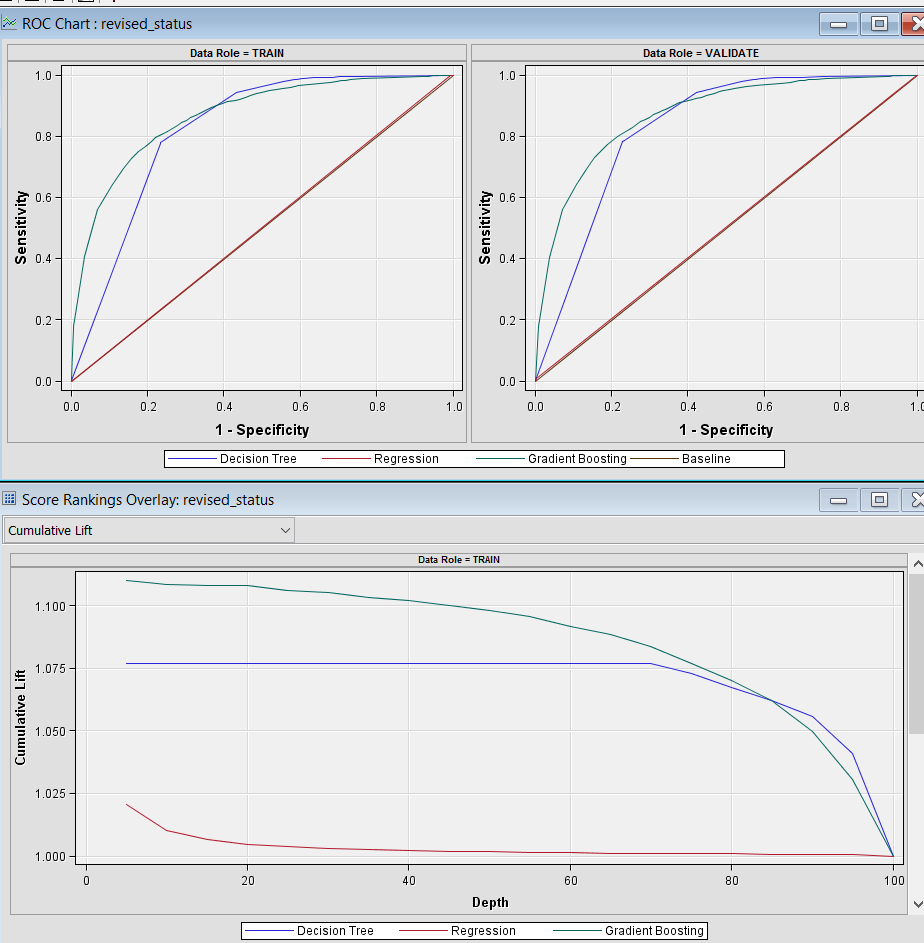 ROC Chart : revised_status
Data Role = TRAIN
Data Role = VALIDATE
1.0
0.8
0.6
0.4
0.2
0.0
Sensitivity
0.0 0.2 0.4 0.6 0.8 1.0
1 - Specificity
1.0
0.8
0.6
0.4
0.2
0.0
Sensitivity
0.0 0.2 0.4 0.6 0.8 1.0
1 - Specificity
Decision Tree Regression Gradient Boosting Baseline
Score Rankings Overlay: revised_status
Cumulative Lift
Data Role = TRAIN
1.100
1.075
1.050
1.025
1.000
Cumulative Lift
0 20 40 60 80 100
Depth
Decision Tree Regression Gradient Boosting